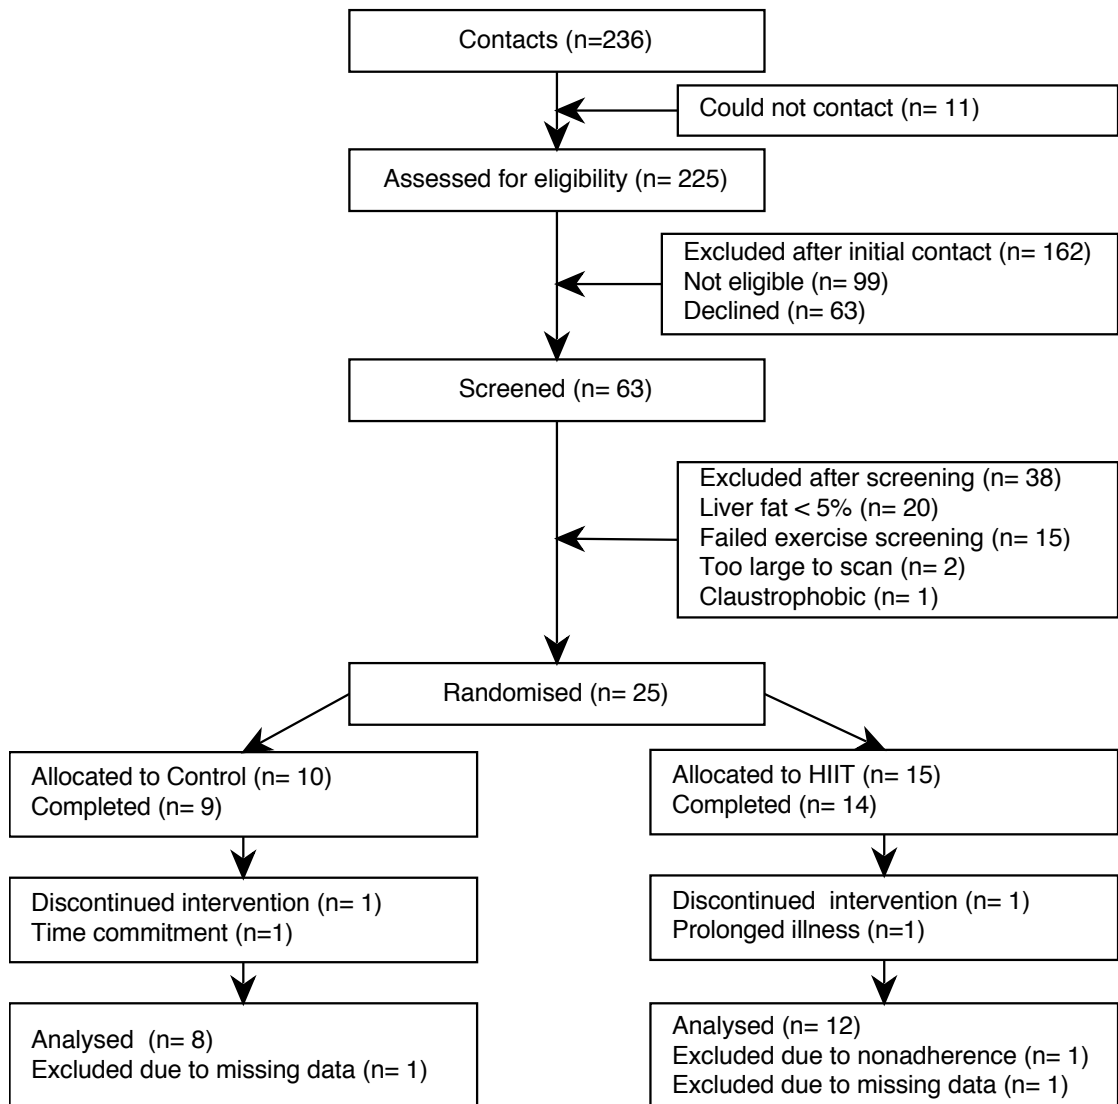 Contacts (n=236)
Could not contact (n= 11)
Assessed for eligibility (n= 225)
Excluded after initial contact (n= 162)
Not eligible (n= 99)
Declined (n= 63)
Screened (n= 63)
Excluded after screening (n= 38)
Liver fat < 5% (n= 20)
Failed exercise screening (n= 15)
Too large to scan (n= 2)
Claustrophobic (n= 1)
Randomised (n= 25)
Allocated to Control (n= 10)
Completed (n= 9)
Allocated to HIIT (n= 15)
Completed (n= 14)
Discontinued intervention (n= 1)
Time commitment (n=1)
Discontinued  intervention (n= 1)
Prolonged illness (n=1)
Analysed  (n= 8)
Excluded due to missing data (n= 1)
Analysed (n= 12)
Excluded due to nonadherence (n= 1)
Excluded due to missing data (n= 1)